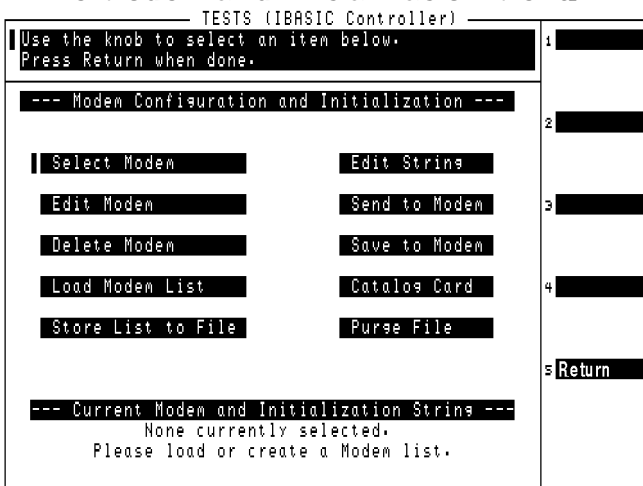 TESTS (IBASIC Controller)
Use the knob to select an item below.
Press Return when done.
1
--- Modem Configuration and Initialization ---
2
Select Modem
Edit String
Edit Modem
Send to Modem
3
Delete Modem
Save to Modem
Load Modem List
Catalog Card
4
Store List to File
Purge File
5 Return
--- Current Modem and Initialization String ---
None currently selected.
Please load or create a Modem list.